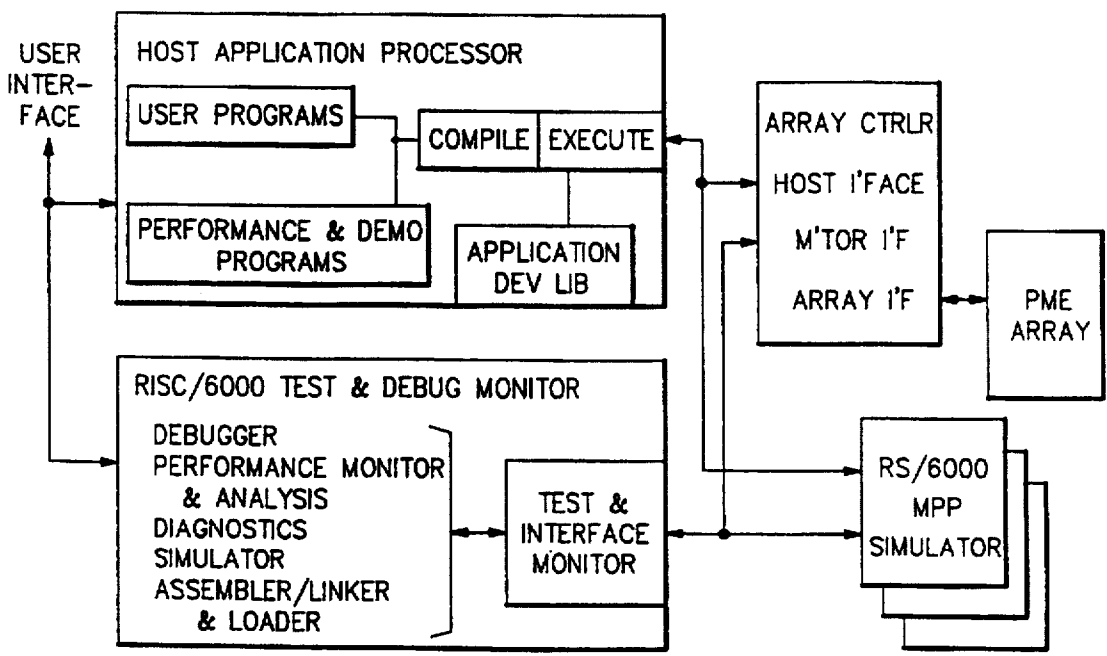 USER
INTER-
FACE
HOST APPLICATION PROCESSOR
USER PROGRAMS
COMPILE
EXECUTE
PERFORMANCE & DEMO
PROGRAMS
APPLICATION
DEV LIB
ARRAY CTRLR
HOST I'FACE
M'TOR I'F
ARRAY I'F
PME
ARRAY
RISC/6000 TEST & DEBUG MONITOR
DEBUGGER
PERFORMANCE MONITOR
& ANALYSIS
DIAGNOSTICS
SIMULATOR
ASSEMBLER/LINKER
& LOADER
TEST &
INTERFACE
MONITOR
RS/6000
MPP
SIMULATOR